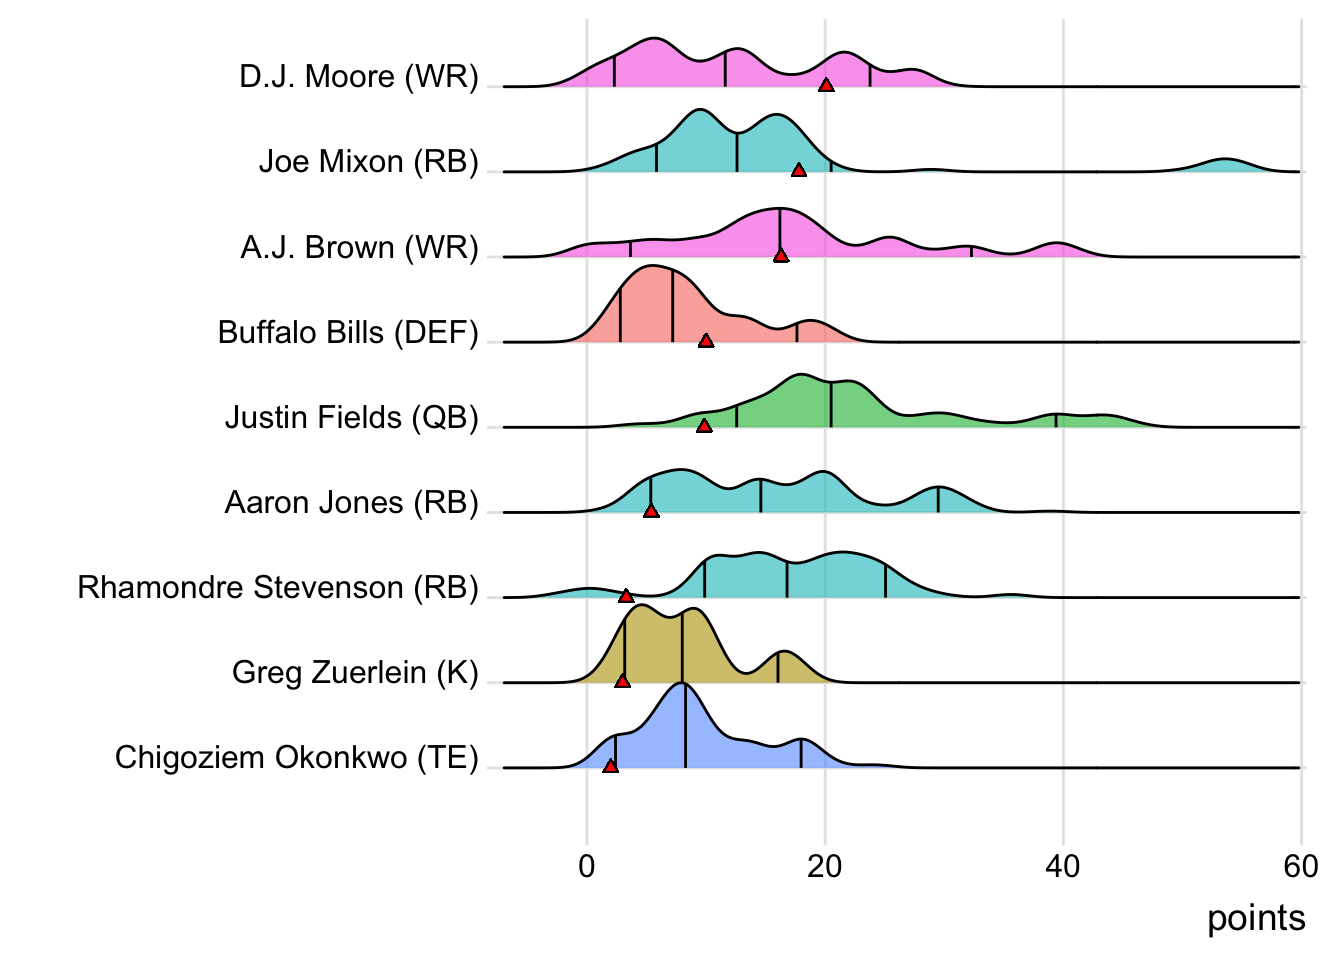 D.J. Moore (WR)
Joe Mixon (RB)
A.J. Brown (WR)
Buffalo Bills (DEF)
Justin Fields (QB)
Aaron Jones (RB)
Rhamondre Stevenson (RB)
Greg Zuerlein (K)
Chigoziem Okonkwo (TE)
0 20 40 60
points